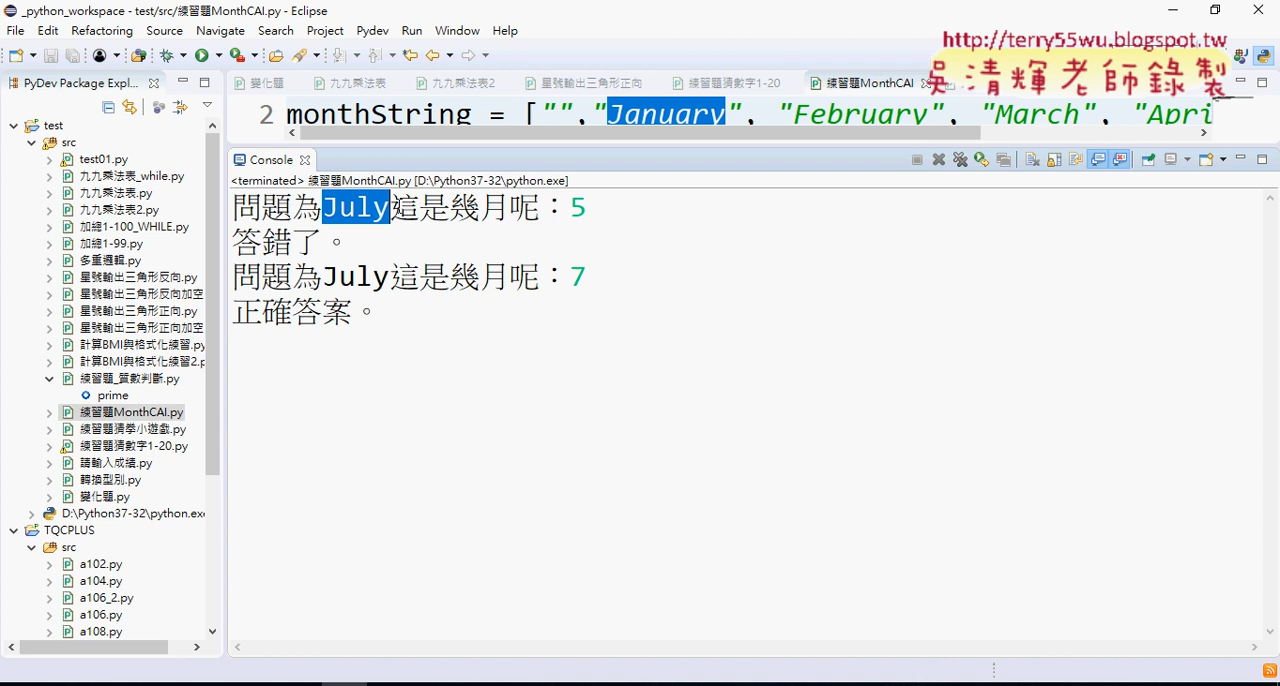 _python_workspace - test/src/練習題MonthCAI.py - Eclipse
File Edit Refactoring Source Navigate Search Project Pydev Run Window Help
http://terry55wu.blogspot.tw
吳清輝老師錄製
PyDev Package Expl...
變化題 九九乘法表 九九乘法表2 星號輸出三角形正向 練習題猜數字1-20 練習題MonthCAI
2 monthString = ["","January", "February", "March", "Apri
Console
<terminated> 練習題MonthCAI.py [D:\Python37-32\python.exe]
問題為July這是幾月呢：5
答錯了。
問題為July這是幾月呢：7
正確答案。
test
src
test01.py
九九乘法表_while.py
九九乘法表.py
九九乘法表2.py
加總1-100_WHILE.py
加總1-99.py
多重邏輯.py
星號輸出三角形反向.py
星號輸出三角形反向加空
星號輸出三角形正向.py
星號輸出三角形正向加空
計算BMI與格式化練習.py
計算BMI與格式化練習2.p
練習題_質數判斷.py
prime
練習題MonthCAI.py
練習題猜拳小遊戲.py
練習題猜數字1-20.py
請輸入成績.py
轉換型別.py
變化題.py
D:\Python37-32\python.exe
TQCPLUS
src
a102.py
a104.py
a106_2.py
a106.py
a108.py